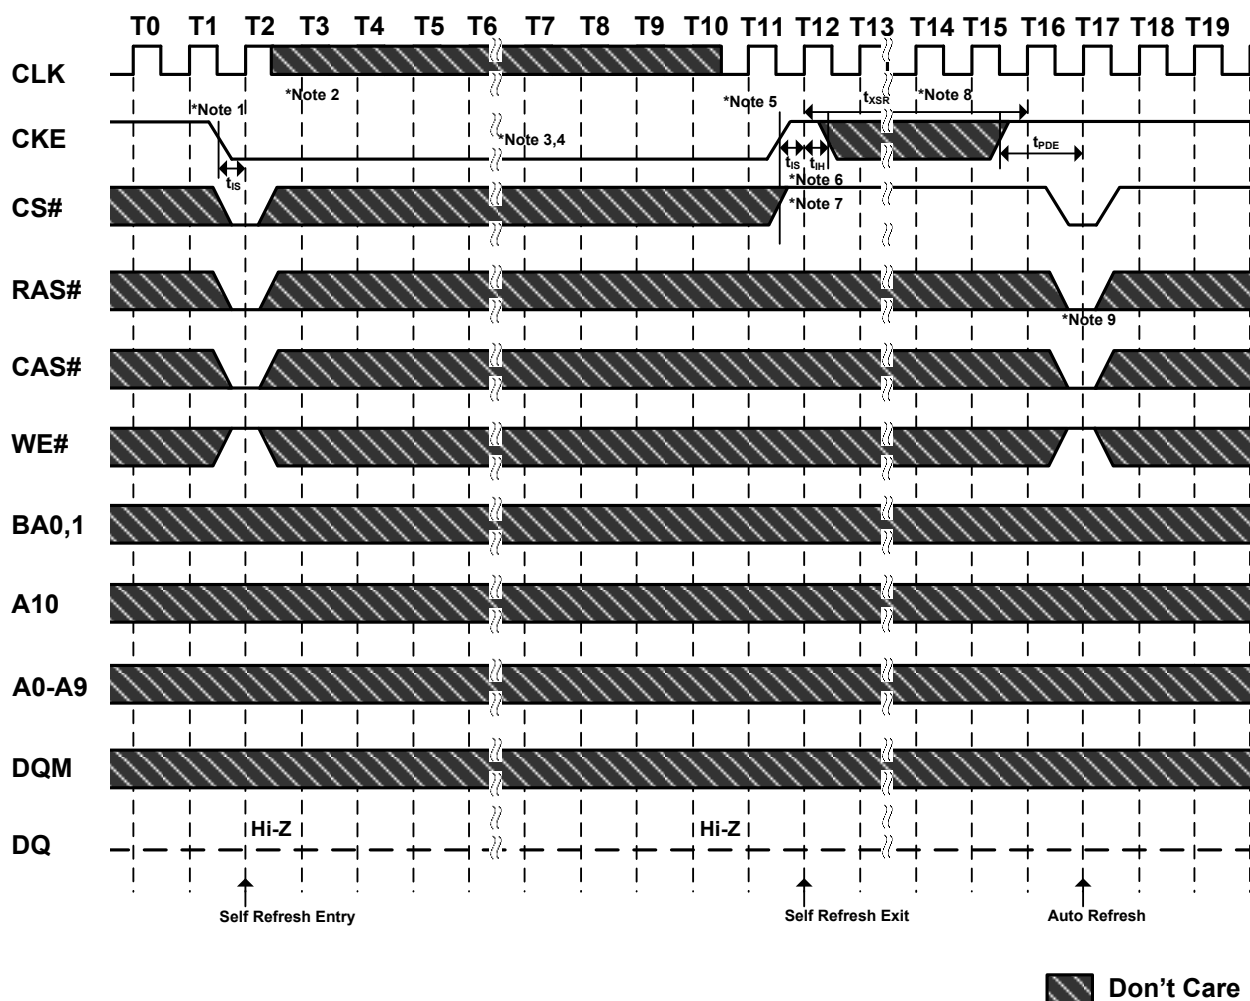 T0 T1 T2 T3 T4 T5 T6 T7 T8 T9 T10 T11 T12 T13 T14 T15 T16 T17 T18 T19
CLK
*Note 2
*Note 5
tXSR
*Note 8
*Note 1
CKE
*Note 3,4
tIS
tIS
tIH
tPDE
*Note 6
CS#
*Note 7
RAS#
*Note 9
CAS#
WE#
BA0,1
A10
A0-A9
DQM
Hi-Z
Hi-Z
DQ
Self Refresh Entry
Self Refresh Exit
Auto Refresh
Don't Care